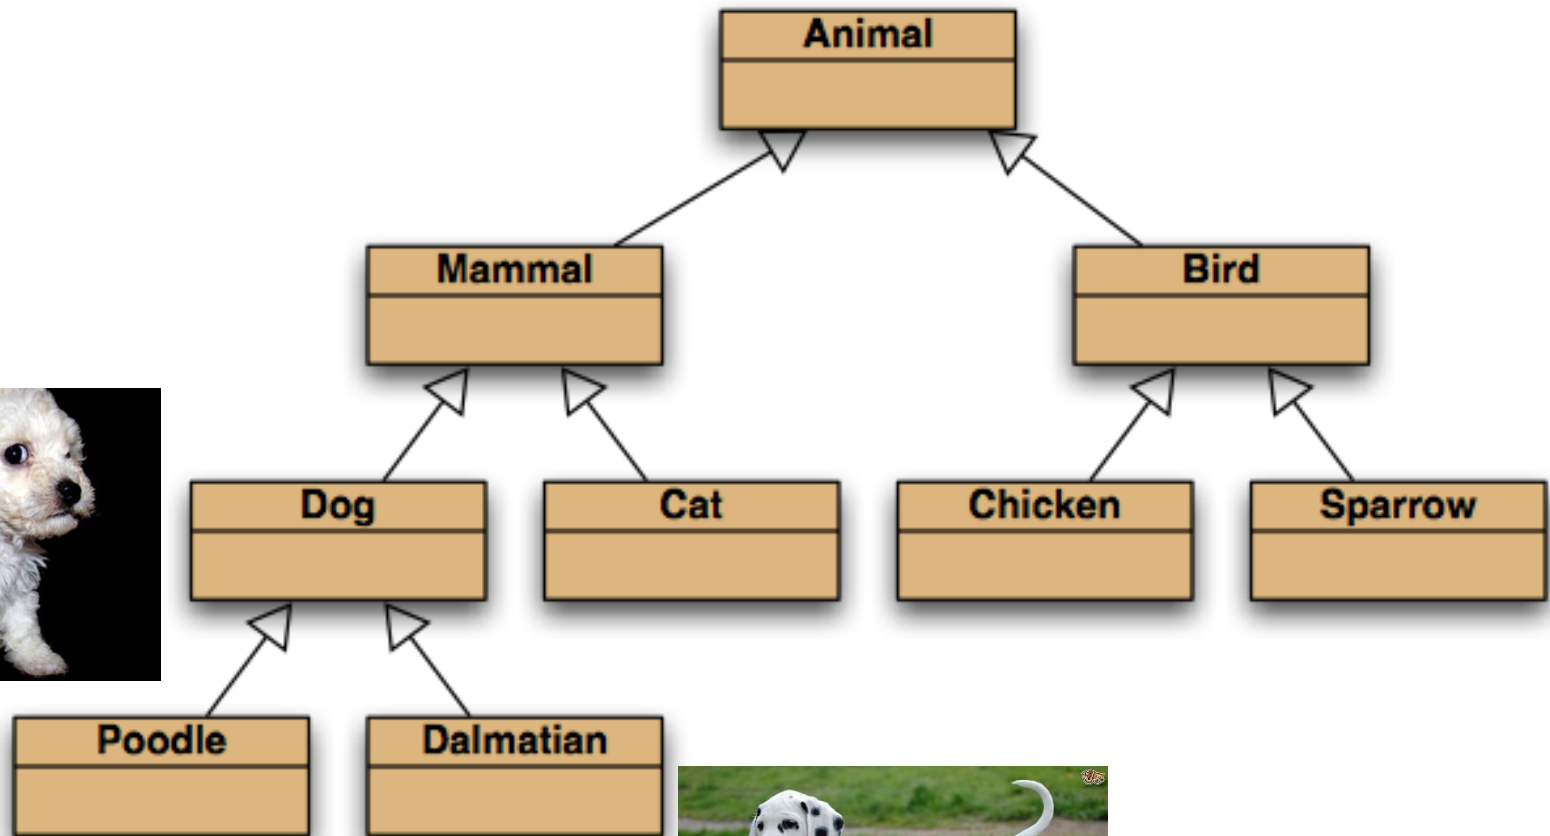 Animal
Mammal
Bird
Dog
Cat
Chicken
Sparrow
Poodle
Dalmatian